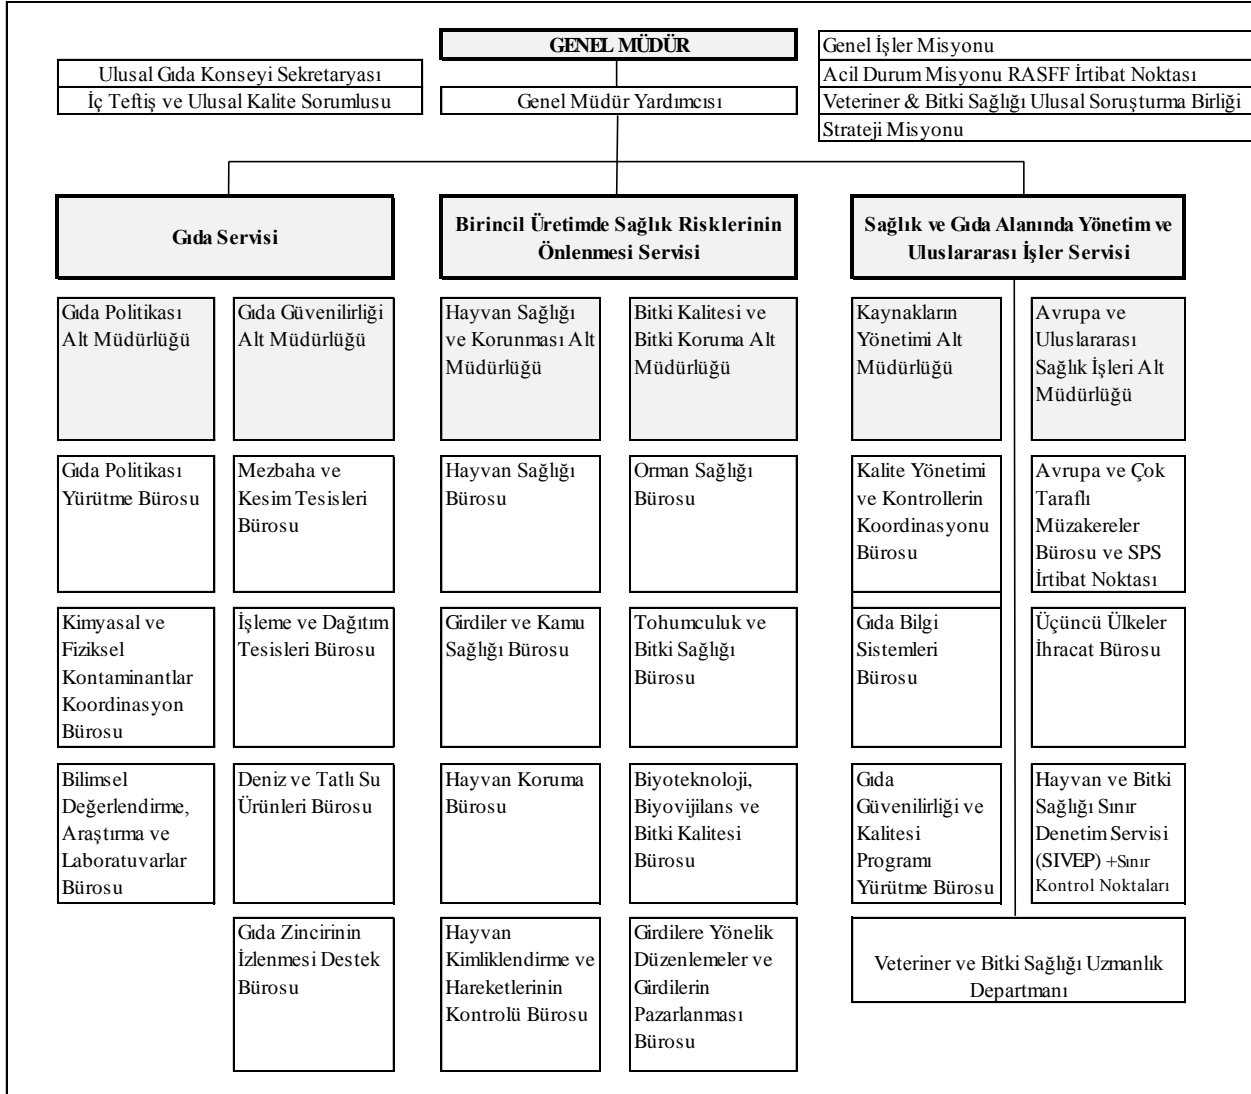 GENEL MÜDÜR
Ulusal Gıda Konseyi Sekretaryası
İç Teftiş ve Ulusal Kalite Sorumlusu
Genel Müdür Yardımcısı
Genel İşler Misyonu
Acil Durum Misyonu RASFF İrtibat Noktası
Veteriner & Bitki Sağlığı Ulusal Soruşturma Birliği
Strateji Misyonu
Gıda Servisi
Birincil Üretimde Sağlık Risklerinin
Önlenmesi Servisi
Sağlık ve Gıda Alanında Yönetim ve
Uluslararası İşler Servisi
Gıda Politikası
Alt Müdürlüğü
Gıda Güvenilirliği
Alt Müdürlüğü
Hayvan Sağlığı
ve Korunması Alt
Müdürlüğü
Bitki Kalitesi ve
Bitki Koruma Alt
Müdürlüğü
Kaynakların
Yönetimi Alt
Müdürlüğü
Avrupa ve
Uluslararası
Sağlık İşleri Alt
Müdürlüğü
Gıda Politikası
Yürütme Bürosu
Mezbaha ve
Kesim Tesisleri
Bürosu
Hayvan Sağlığı
Bürosu
Orman Sağlığı
Bürosu
Kalite Yönetimi
ve Kontrollerin
Koordinasyonu
Bürosu
Avrupa ve Çok
Taraflı
Müzakereler
Bürosu ve SPS
İrtibat Noktası
Kimyasal ve
Fiziksel
Kontaminantlar
Koordinasyon
Bürosu
İşleme ve Dağıtım
Tesisleri Bürosu
Girdiler ve Kamu
Sağlığı Bürosu
Tohumculuk ve
Bitki Sağlığı
Bürosu
Gıda Bilgi
Sistemleri
Bürosu
Üçüncü Ülkeler
İhracat Bürosu
Bilimsel
Değerlendirme,
Araştırma ve
Laboratuvarlar
Bürosu
Deniz ve Tatlı Su
Ürünleri Bürosu
Hayvan Koruma
Bürosu
Biyoteknoloji,
Biyovijilans ve
Bitki Kalitesi
Bürosu
Gıda
Güvenilirliği ve
Kalitesi
Programı
Yürütme Bürosu
Hayvan ve Bitki
Sağlığı Sınır
Denetim Servisi
(SIVEP) +Sınır
Kontrol Noktaları
Gıda Zincirinin
İzlenmesi Destek
Bürosu
Hayvan
Kimliklendirme ve
Hareketlerinin
Kontrolü Bürosu
Girdilere Yönelik
Düzenlemeler ve
Girdilerin
Pazarlanması
Bürosu
Veteriner ve Bitki Sağlığı Uzmanlık
Departmanı